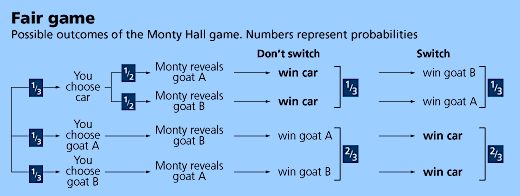 Fair game
Possible outcomes of the Monty Hall game. Numbers represent probabilities
Don't switch
Switch
1/3
You choose car
1/2
Monty reveals goat A
win car
1/3
win goat B
1/3
1/2
Monty reveals goat B
win car
win goat A
1/3
You choose goat A
Monty reveals goat B
win goat A
2/3
win car
2/3
1/3
You choose goat B
Monty reveals goat A
win goat B
win car